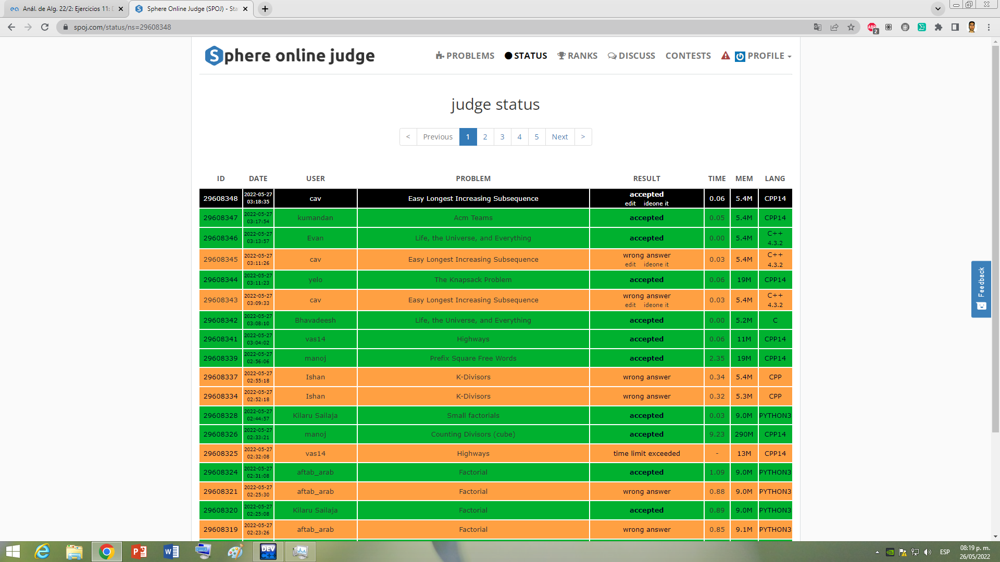 Anál. de Alg. 22/2: Ejercicios 11:
Sphere Online Judge (SPOJ) - Sta
spoj.com/status/ns=29608348
ABP
2
Sphere online judge
PROBLEMS STATUS RANKS DISCUSS CONTESTS PROFILE
judge status
< Previous 1 2 3 4 5 Next >
ID DATE USER PROBLEM RESULT TIME MEM LANG
29608348 2022-05-27 03:18:35 cav Easy Longest Increasing Subsequence accepted edit ideone it 0.06 5.4M CPP14
29608347 2022-05-27 03:17:54 kumandan Acm Teams accepted 0.05 5.4M CPP14
29608346 2022-05-27 03:13:57 Evan Life, the Universe, and Everything accepted 0.00 5.4M C++ 4.3.2
29608345 2022-05-27 03:11:26 cav Easy Longest Increasing Subsequence wrong answer edit ideone it 0.03 5.4M C++ 4.3.2
29608344 2022-05-27 03:11:23 yelo The Knapsack Problem accepted 0.06 19M CPP14
29608343 2022-05-27 03:09:33 cav Easy Longest Increasing Subsequence wrong answer edit ideone it 0.03 5.4M C++ 4.3.2
29608342 2022-05-27 03:08:10 Bhavadeesh Life, the Universe, and Everything accepted 0.00 5.2M C
29608341 2022-05-27 03:04:02 vas14 Highways accepted 0.06 11M CPP14
29608339 2022-05-27 02:56:06 manoj Prefix Square Free Words accepted 2.35 19M CPP14
29608337 2022-05-27 02:55:18 Ishan K-Divisors wrong answer 0.34 5.4M CPP
29608334 2022-05-27 02:52:18 Ishan K-Divisors wrong answer 0.32 5.3M CPP
29608328 2022-05-27 02:44:57 Kilaru Sailaja Small factorials accepted 0.03 9.0M PYTHON3
29608326 2022-05-27 02:33:21 manoj Counting Divisors (cube) accepted 9.23 290M CPP14
29608325 2022-05-27 02:32:08 vas14 Highways time limit exceeded - 13M CPP14
29608324 2022-05-27 02:31:08 aftab_arab Factorial accepted 1.09 9.0M PYTHON3
29608321 2022-05-27 02:25:30 aftab_arab Factorial wrong answer 0.88 9.0M PYTHON3
29608320 2022-05-27 02:25:08 Kilaru Sailaja Factorial accepted 0.89 9.0M PYTHON3
29608319 2022-05-27 02:23:26 aftab_arab Factorial wrong answer 0.85 9.1M PYTHON3
Feedback
DEV C++
ESP
08:19 p. m.
26/05/2022